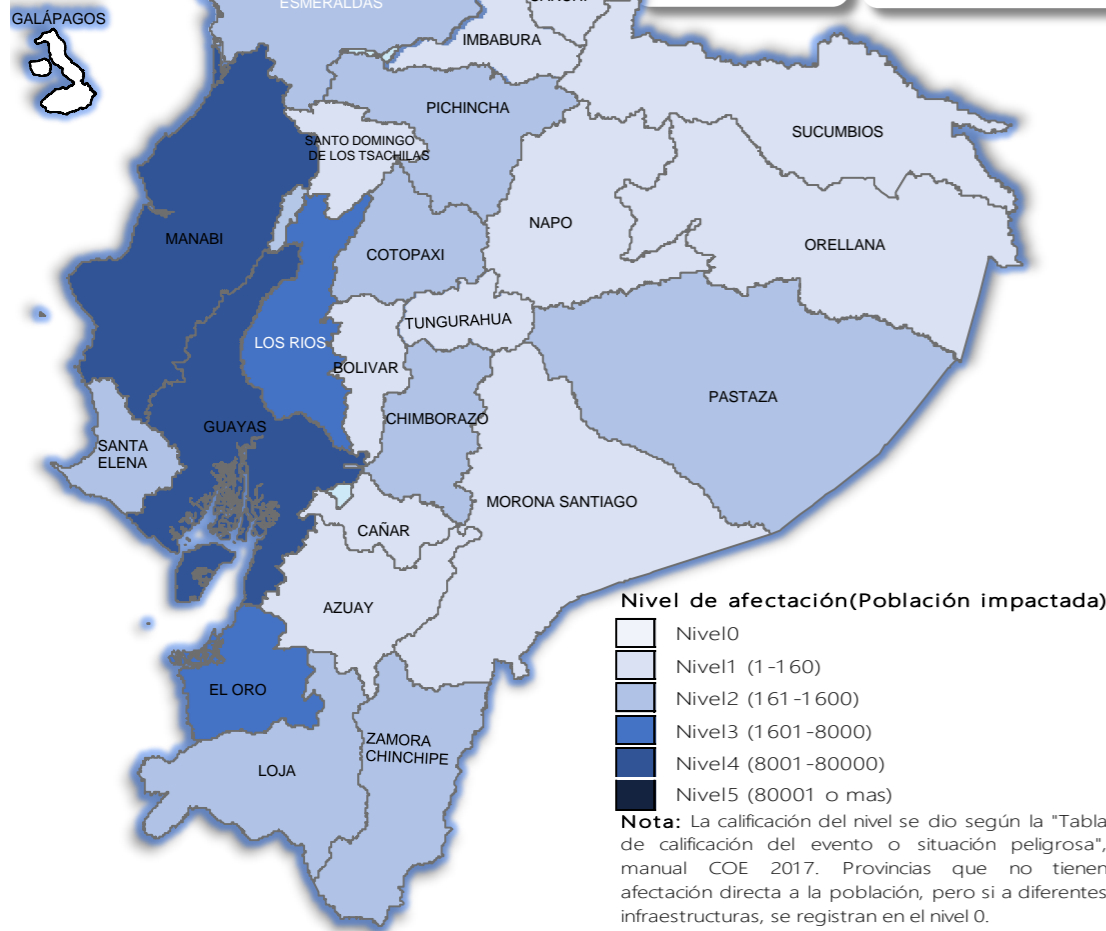 ESMERALDAS
GALÁPAGOS
IMBABURA
PICHINCHA
SUCUMBIOS
SANTO DOMINGO
DE LOS TSACHILAS
NAPO
MANABI
ORELLANA
COTOPAXI
TUNGURAHUA
LOS RIOS
BOLIVAR
PASTAZA
CHIMBORAZO
GUAYAS
SANTA
ELENA
MORONA SANTIAGO
CAÑAR
AZUAY
EL ORO
ZAMORA
CHINCHIPE
LOJA
Nivel de afectación(Población impactada)
Nivel0
Nivel1 (1-160)
Nivel2 (161-1600)
Nivel3 (1601-8000)
Nivel4 (8001-80000)
Nivel5 (80001 o mas)
Nota: La calificación del nivel se dio según la "Tabla
de calificación del evento o situación peligrosa",
manual COE 2017. Provincias que no tienen
afectación directa a la población, pero si a diferentes
infraestructuras, se registran en el nivel 0.